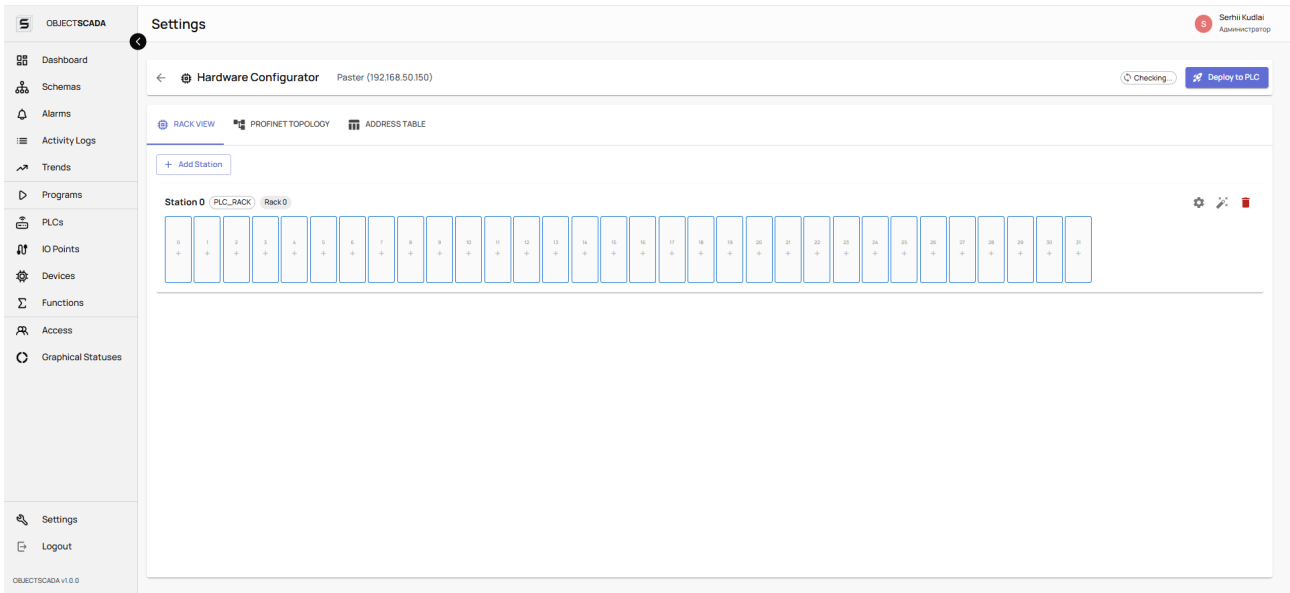 OBJECTSCADA
Settings
S
Serhii Kudlai
Администратор
Dashboard
Schemas
Alarms
Activity Logs
Trends
Programs
PLCs
IO Points
Devices
Functions
Access
Graphical Statuses
Settings
Logout
OBJECTSCADA v1.0.0
Hardware Configurator Paster (192.168.50.150)
Checking...
Deploy to PLC
RACK VIEW PROFINET TOPOLOGY ADDRESS TABLE
+ Add Station
Station 0 PLC_RACK Rack 0
0 1 2 3 4 5 6 7 8 9 10 11 12 13 14 15 16 17 18 19 20 21 22 23 24 25 26 27 28 29 30 31
+ + + + + + + + + + + + + + + + + + + + + + + + + + + + + + + +